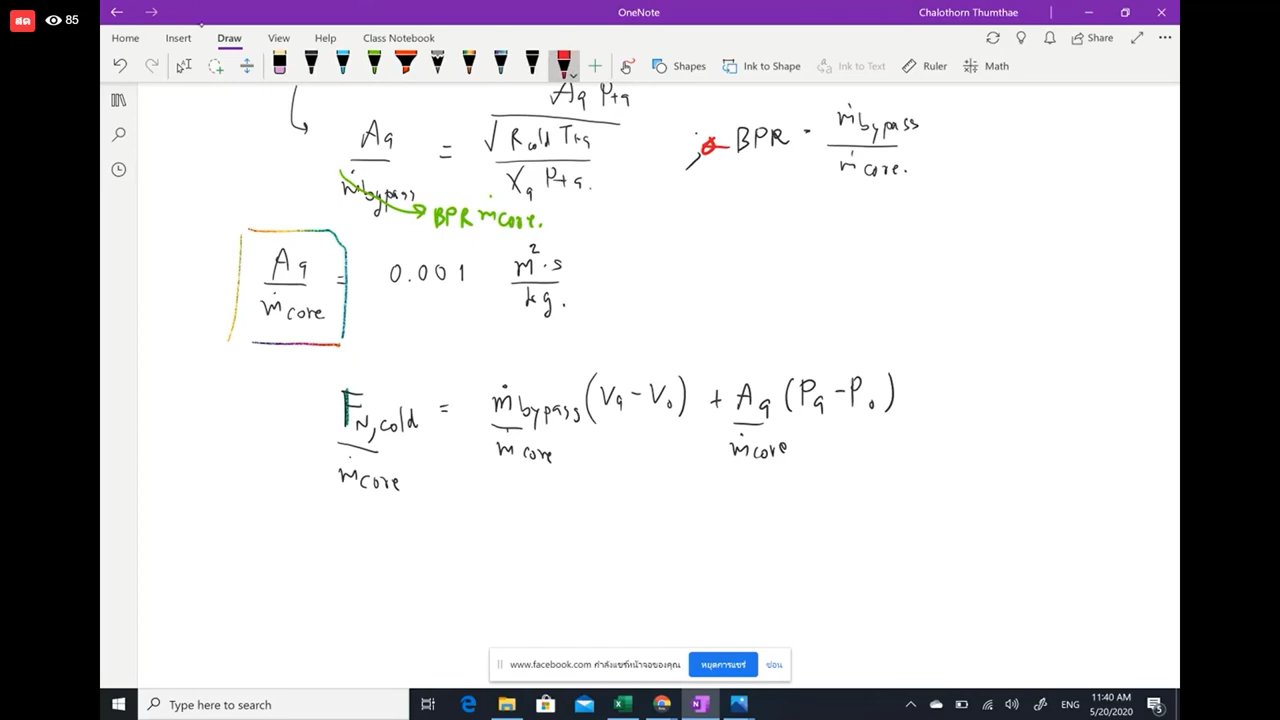 สด 85
OneNote
Chalothorn Thumthae
Home Insert Draw View Help Class Notebook Share
Shapes Ink to Shape Ink to Text Ruler Math
A9 Pt9
A9 / ṁbypass = √Rcold Tt9 / X9 Pt9.
; BPR = ṁbypass / ṁcore.
BPR ṁcore.
A9 / ṁcore = 0.001 m²·s / kg.
FN,cold / ṁcore = ṁbypass / ṁcore (V9 - V0) + A9 / ṁcore (P9 - P0)
www.facebook.com กำลังแชร์หน้าจอของคุณ หยุดการแชร์ ซ่อน
Type here to search
ENG
11:40 AM
5/20/2020
5